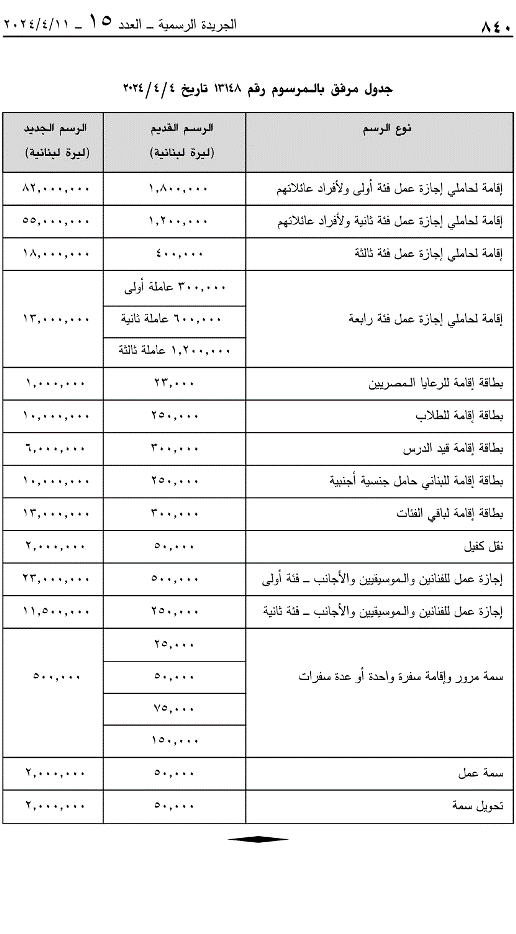 ٨٤٠
الجريدة الرسمية ــ العدد ١٥ ــ ٢٠٢٤/٤/١١
جدول مرفق بالـمرسوم رقم ١٣١٤٨ تاريخ ٢٠٢٤/٤/٤
نوع الرسم الرسم القديم (ليرة لبنانية) الرسم الجديد (ليرة لبنانية)
إقامة لحاملي إجازة عمل فئة أولى ولأفراد عائلاتهم ١,٨٠٠,٠٠٠ ٨٢,٠٠٠,٠٠٠
إقامة لحاملي إجازة عمل فئة ثانية ولأفراد عائلاتهم ١,٢٠٠,٠٠٠ ٥٥,٠٠٠,٠٠٠
إقامة لحاملي إجازة عمل فئة ثالثة ٤٠٠,٠٠٠ ١٨,٠٠٠,٠٠٠
٣٠٠,٠٠٠ عاملة أولى
إقامة لحاملي إجازة عمل فئة رابعة ٦٠٠,٠٠٠ عاملة ثانية ١٣,٠٠٠,٠٠٠
١,٢٠٠,٠٠٠ عاملة ثالثة
بطاقة إقامة للرعايا الـمصريين ٢٣,٠٠٠ ١,٠٠٠,٠٠٠
بطاقة إقامة للطلاب ٢٥٠,٠٠٠ ١٠,٠٠٠,٠٠٠
بطاقة إقامة قيد الدرس ٣٠٠,٠٠٠ ٦,٠٠٠,٠٠٠
بطاقة إقامة للبناني حامل جنسية أجنبية ٢٥٠,٠٠٠ ١٠,٠٠٠,٠٠٠
بطاقة إقامة لباقي الفئات ٣٠٠,٠٠٠ ١٣,٠٠٠,٠٠٠
نقل كفيل ٥٠,٠٠٠ ٢,٠٠٠,٠٠٠
إجازة عمل للفنانين والـموسيقيين والأجانب ــ فئة أولى ٥٠٠,٠٠٠ ٢٣,٠٠٠,٠٠٠
إجازة عمل للفنانين والـموسيقيين والأجانب ــ فئة ثانية ٢٥٠,٠٠٠ ١١,٥٠٠,٠٠٠
٢٥,٠٠٠
سمة مرور وإقامة سفرة واحدة أو عدة سفرات ٥٠,٠٠٠ ٥٠٠,٠٠٠
٧٥,٠٠٠
١٥٠,٠٠٠
سمة عمل ٥٠,٠٠٠ ٢,٠٠٠,٠٠٠
تحويل سمة ٥٠,٠٠٠ ٢,٠٠٠,٠٠٠